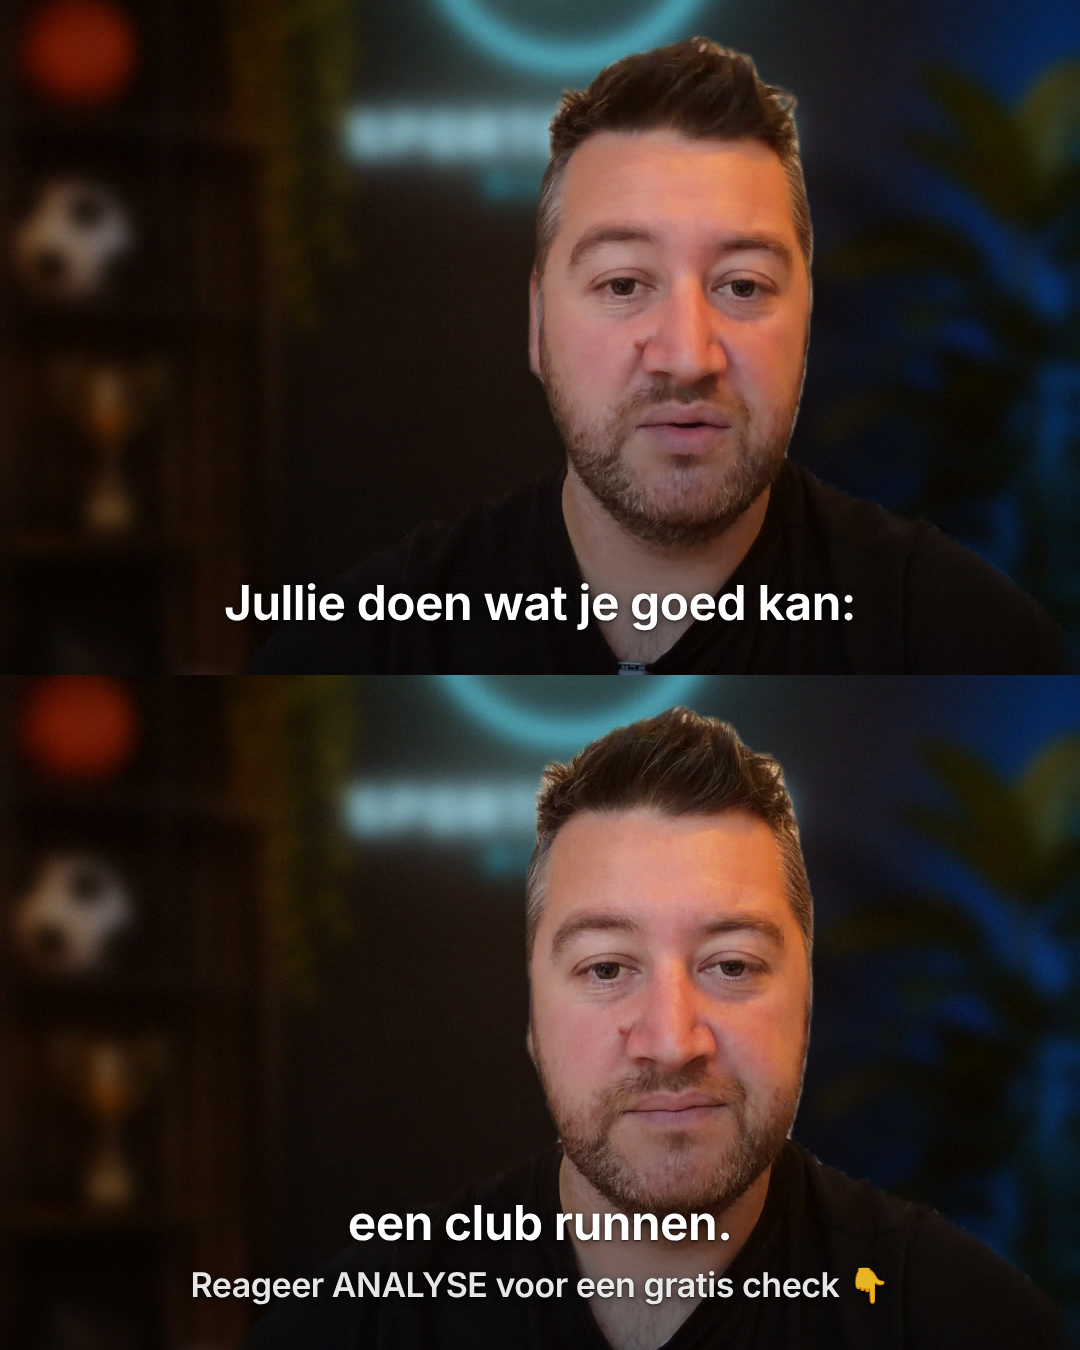 Jullie doen wat je goed kan:
een club runnen.
Reageer ANALYSE voor een gratis check 👇